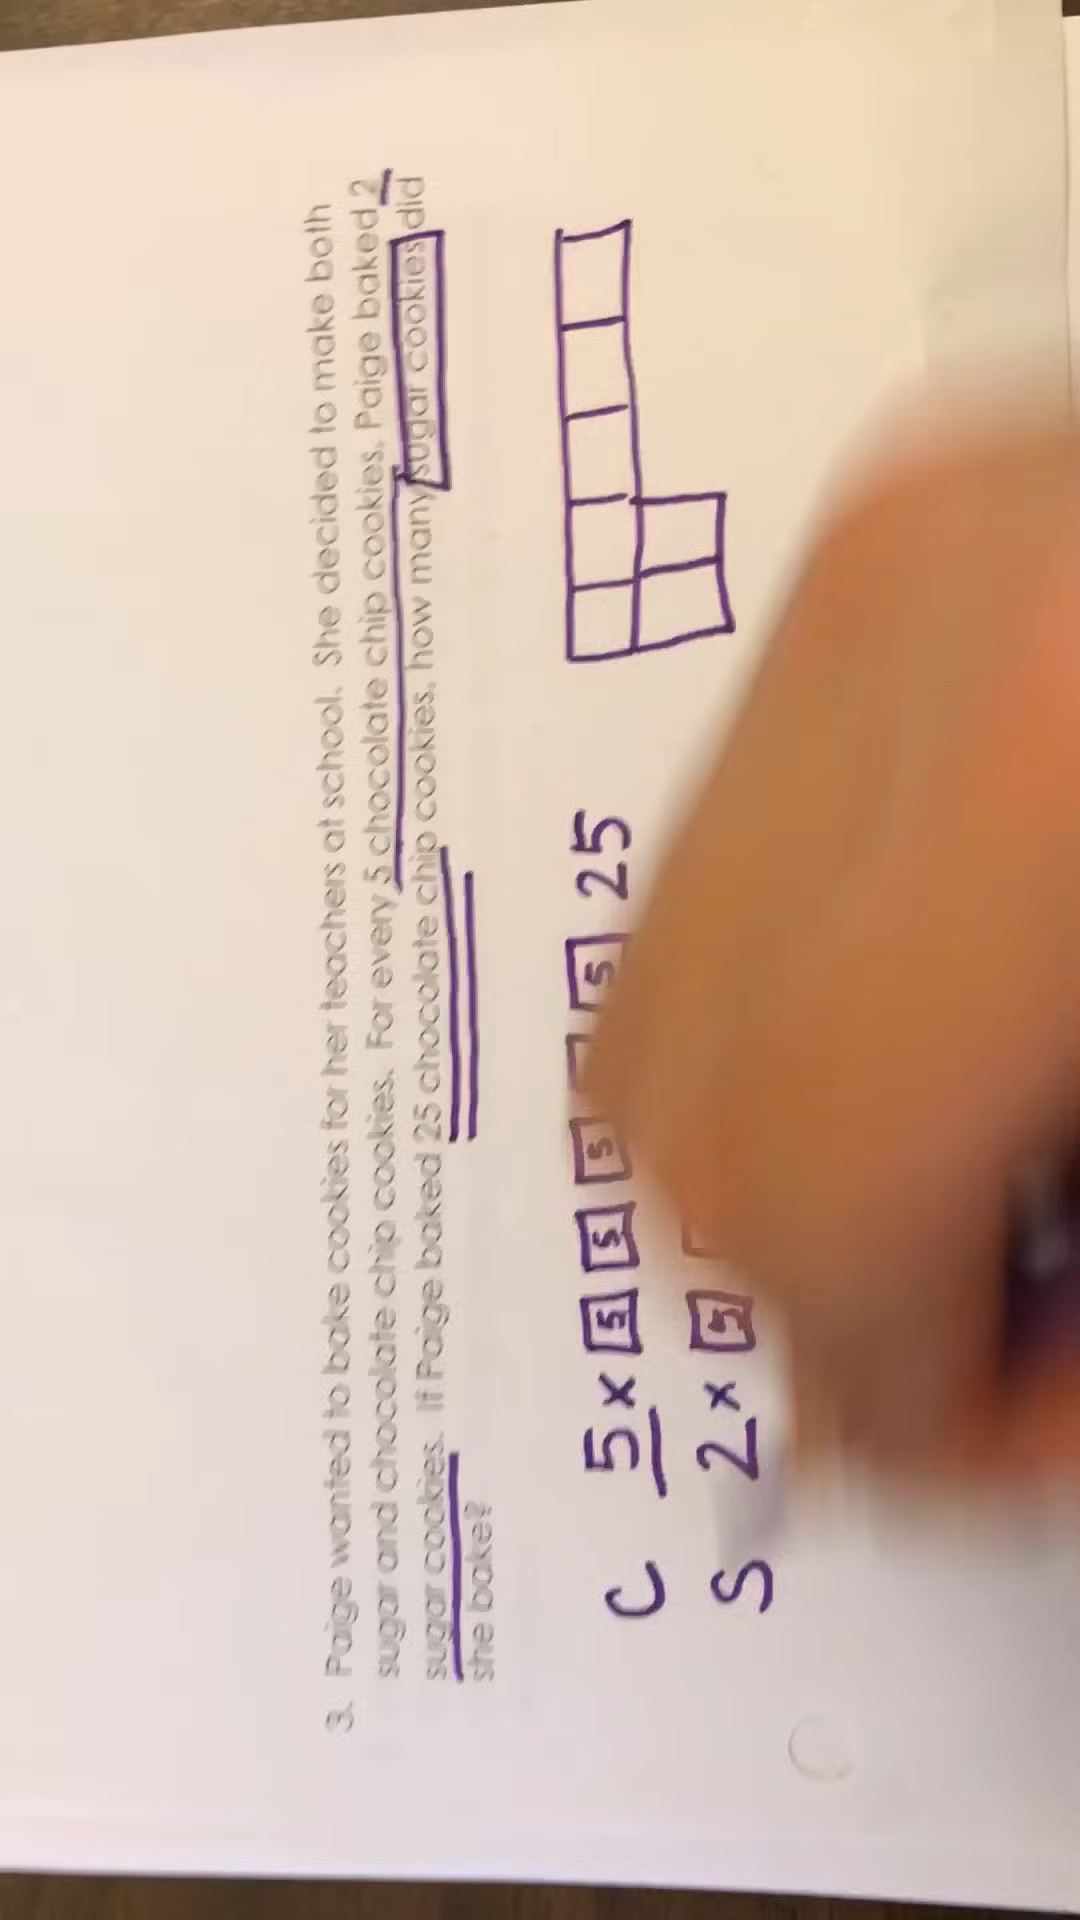 3. Paige wanted to bake cookies for her teachers at school. She decided to make both
sugar and chocolate chip cookies. For every 5 chocolate chip cookies, Paige baked 2
sugar cookies. If Paige baked 25 chocolate chip cookies, how many sugar cookies did
she bake?
C 5 x 5 5 5 5 25
S 2 x 5